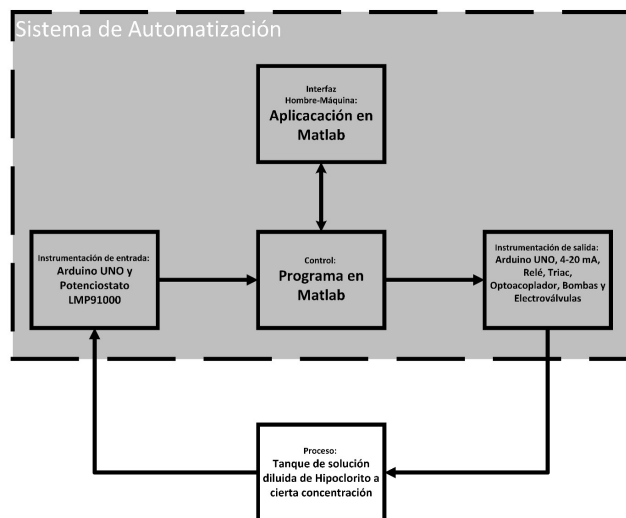 Sistema de Automatización
Interfaz
Hombre-Máquina:
Aplicacación en
Matlab
Instrumentación de entrada:
Arduino UNO y
Potenciostato
LMP91000
Control:
Programa en
Matlab
Instrumentación de salida:
Arduino UNO, 4-20 mA,
Relé, Triac,
Optoacoplador, Bombas y
Electroválvulas
Proceso:
Tanque de solución
diluida de Hipoclorito a
cierta concentración